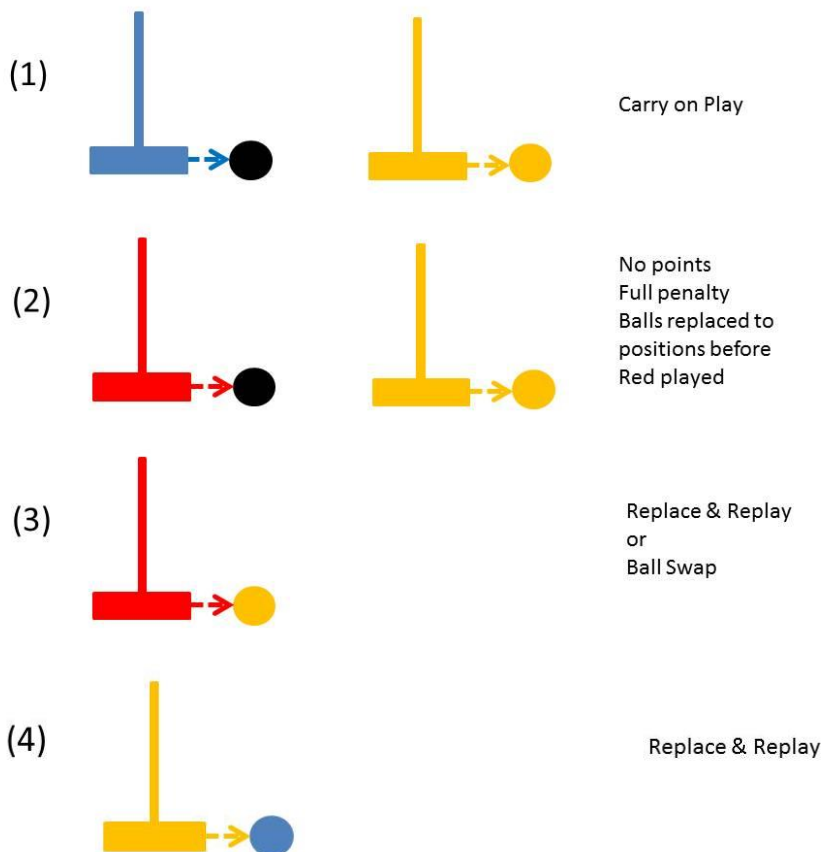 (1)
Carry on Play
(2)
No points
Full penalty
Balls replaced to
positions before
Red played
(3)
Replace & Replay
or
Ball Swap
(4)
Replace & Replay